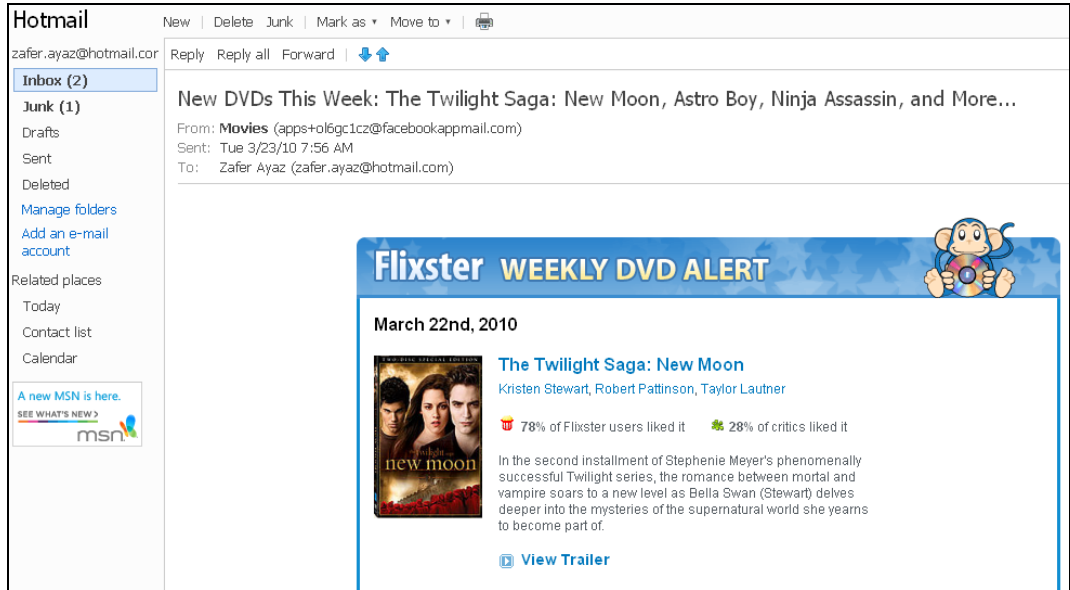 Hotmail
New | Delete Junk | Mark as ▾ Move to ▾ |
zafer.ayaz@hotmail.cor
Reply Reply all Forward |
Inbox (2)
Junk (1)
Drafts
Sent
Deleted
Manage folders
Add an e-mail
account
Related places
Today
Contact list
Calendar
A new MSN is here.
SEE WHAT'S NEW >
msn
New DVDs This Week: The Twilight Saga: New Moon, Astro Boy, Ninja Assassin, and More...
From: Movies (apps+ol6gc1cz@facebookappmail.com)
Sent: Tue 3/23/10 7:56 AM
To: Zafer Ayaz (zafer.ayaz@hotmail.com)
Flixster WEEKLY DVD ALERT
March 22nd, 2010
TWO-DISC SPECIAL EDITION
the twilight saga
new moon
The Twilight Saga: New Moon
Kristen Stewart, Robert Pattinson, Taylor Lautner
78% of Flixster users liked it 28% of critics liked it
In the second installment of Stephenie Meyer's phenomenally
successful Twilight series, the romance between mortal and
vampire soars to a new level as Bella Swan (Stewart) delves
deeper into the mysteries of the supernatural world she yearns
to become part of.
View Trailer